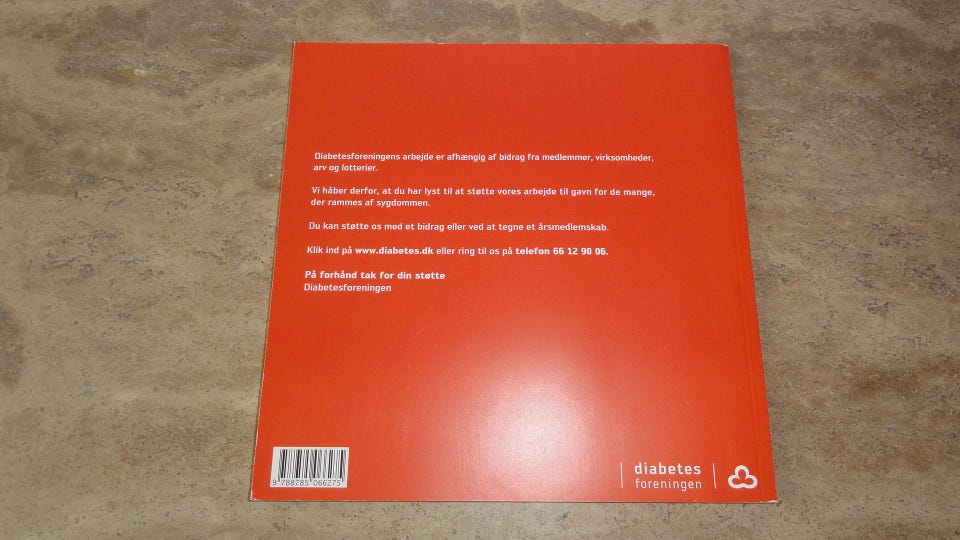 Diabetesforeningens arbejde er afhængig af bidrag fra medlemmer, virksomheder,
arv og lotterier.
Vi håber derfor, at du har lyst til at støtte vores arbejde til gavn for de mange,
der rammes af sygdommen.
Du kan støtte os med et bidrag eller ved at tegne et årsmedlemskab.
Klik ind på www.diabetes.dk eller ring til os på telefon 66 12 90 06.
På forhånd tak for din støtte
Diabetesforeningen
9 788785 066275
diabetes
foreningen